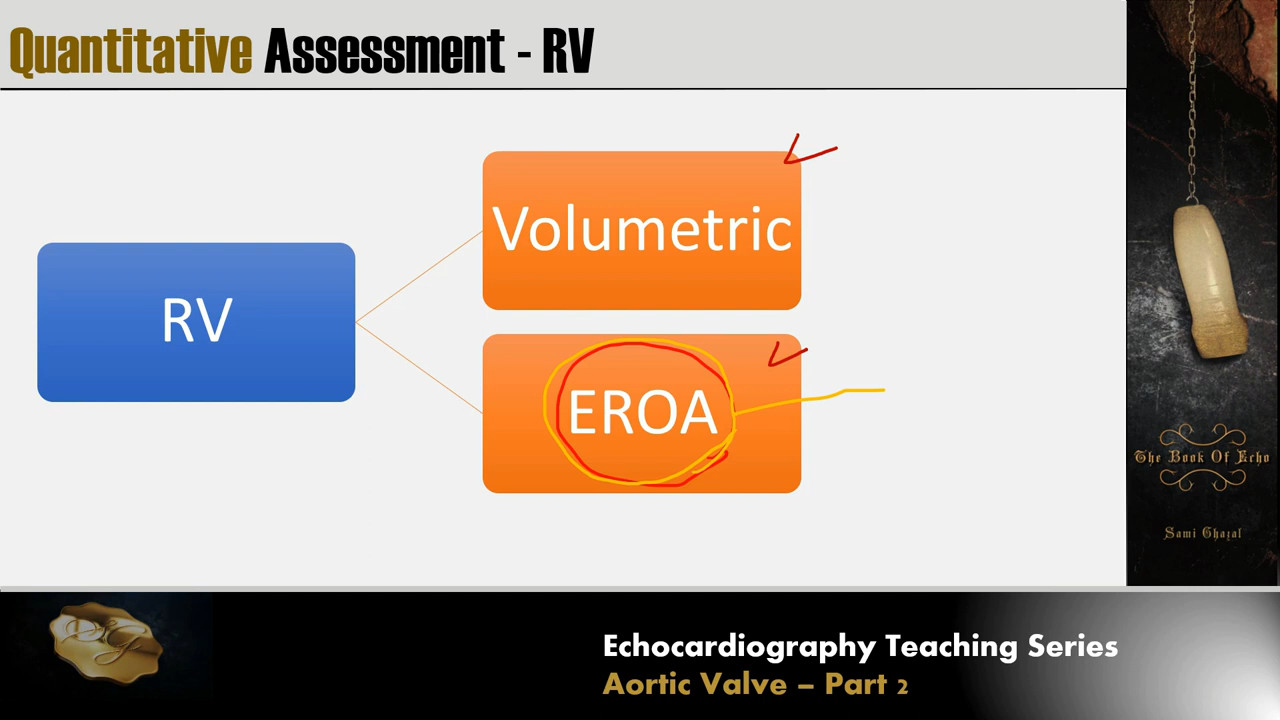 Quantitative Assessment - RV
Volumetric
RV
EROA
The Book Of Echo
Sami Ghazal
Echocardiography Teaching Series
Aortic Valve – Part 2